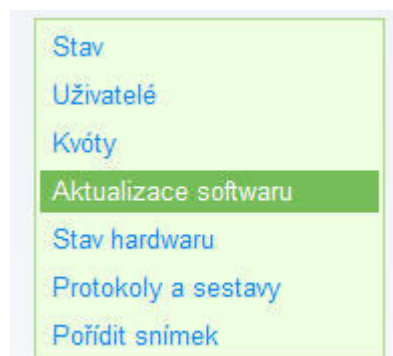 Stav
Uživatelé
Kvóty
Aktualizace softwaru
Stav hardwaru
Protokoly a sestavy
Pořídit snímek